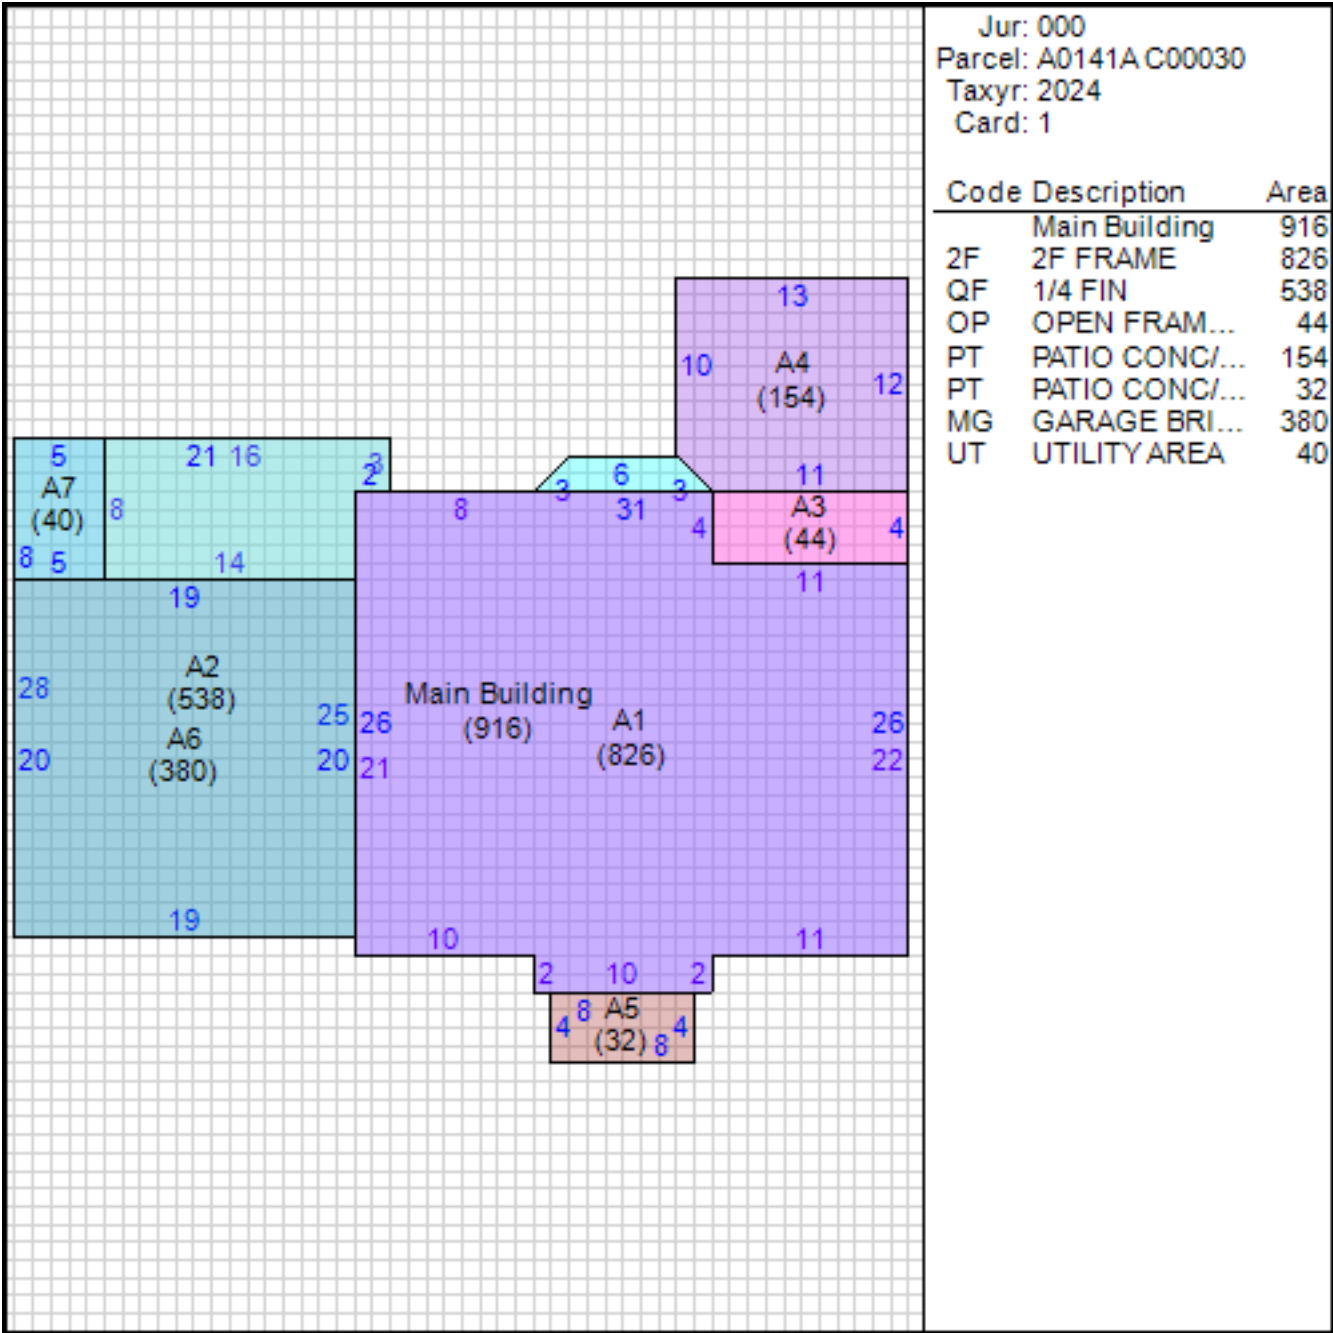 Jur: 000
Parcel: A0141A C00030
Taxyr: 2024
Card: 1
Code Description Area
Main Building 916
2F 2F FRAME 826
QF 1/4 FIN 538
OP OPEN FRAM... 44
PT PATIO CONC/... 154
PT PATIO CONC/... 32
MG GARAGE BRI... 380
UT UTILITY AREA 40
13
10
A4
(154)
12
11
5
A7
(40)
8 5
21 16
3
2
8
14
6
3
3
8
31
4
A3
(44)
4
11
19
A2
(538)
28
25
A6
(380)
20
20
19
Main Building
(916)
A1
(826)
26
21
26
22
10
11
2
10
2
8
A5
(32)
4
4
8